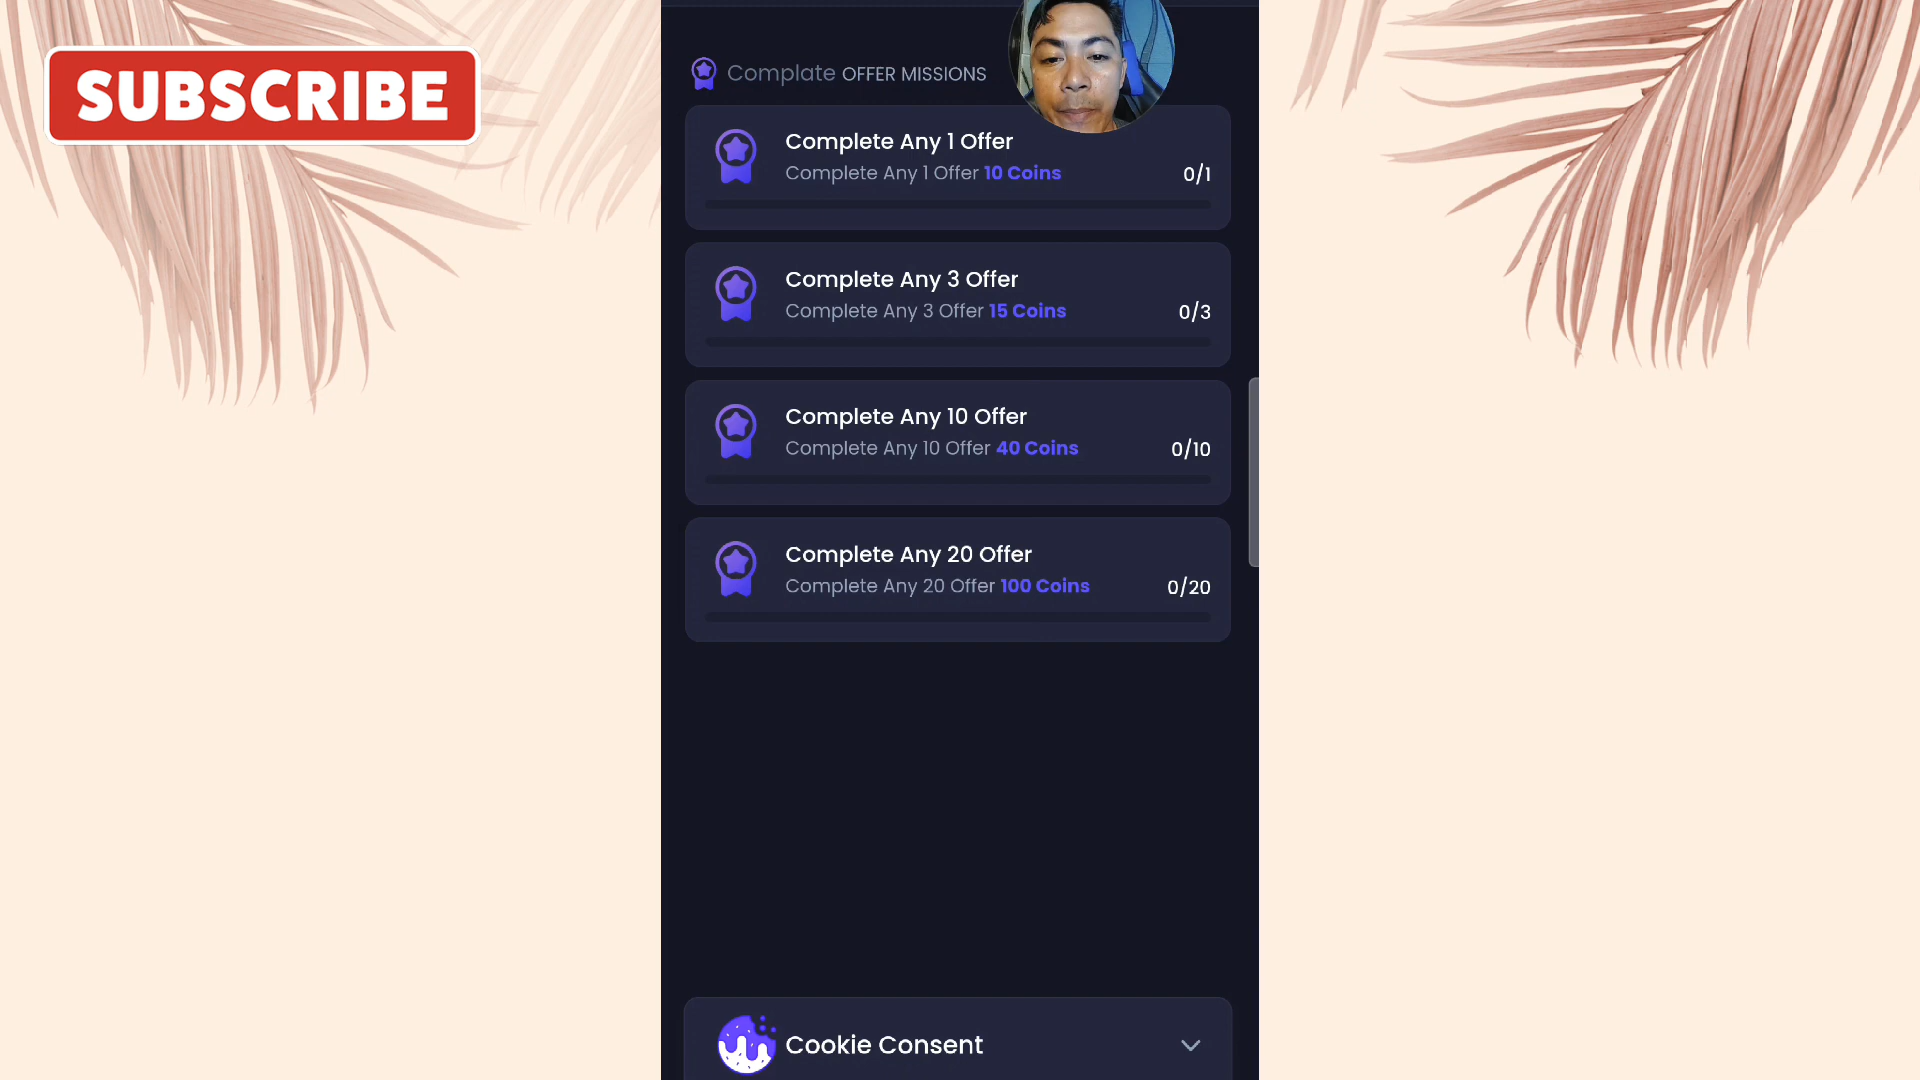 SUBSCRIBE
Complate OFFER MISSIONS
Complete Any 1 Offer
Complete Any 1 Offer 10 Coins
0/1
Complete Any 3 Offer
Complete Any 3 Offer 15 Coins
0/3
Complete Any 10 Offer
Complete Any 10 Offer 40 Coins
0/10
Complete Any 20 Offer
Complete Any 20 Offer 100 Coins
0/20
Cookie Consent